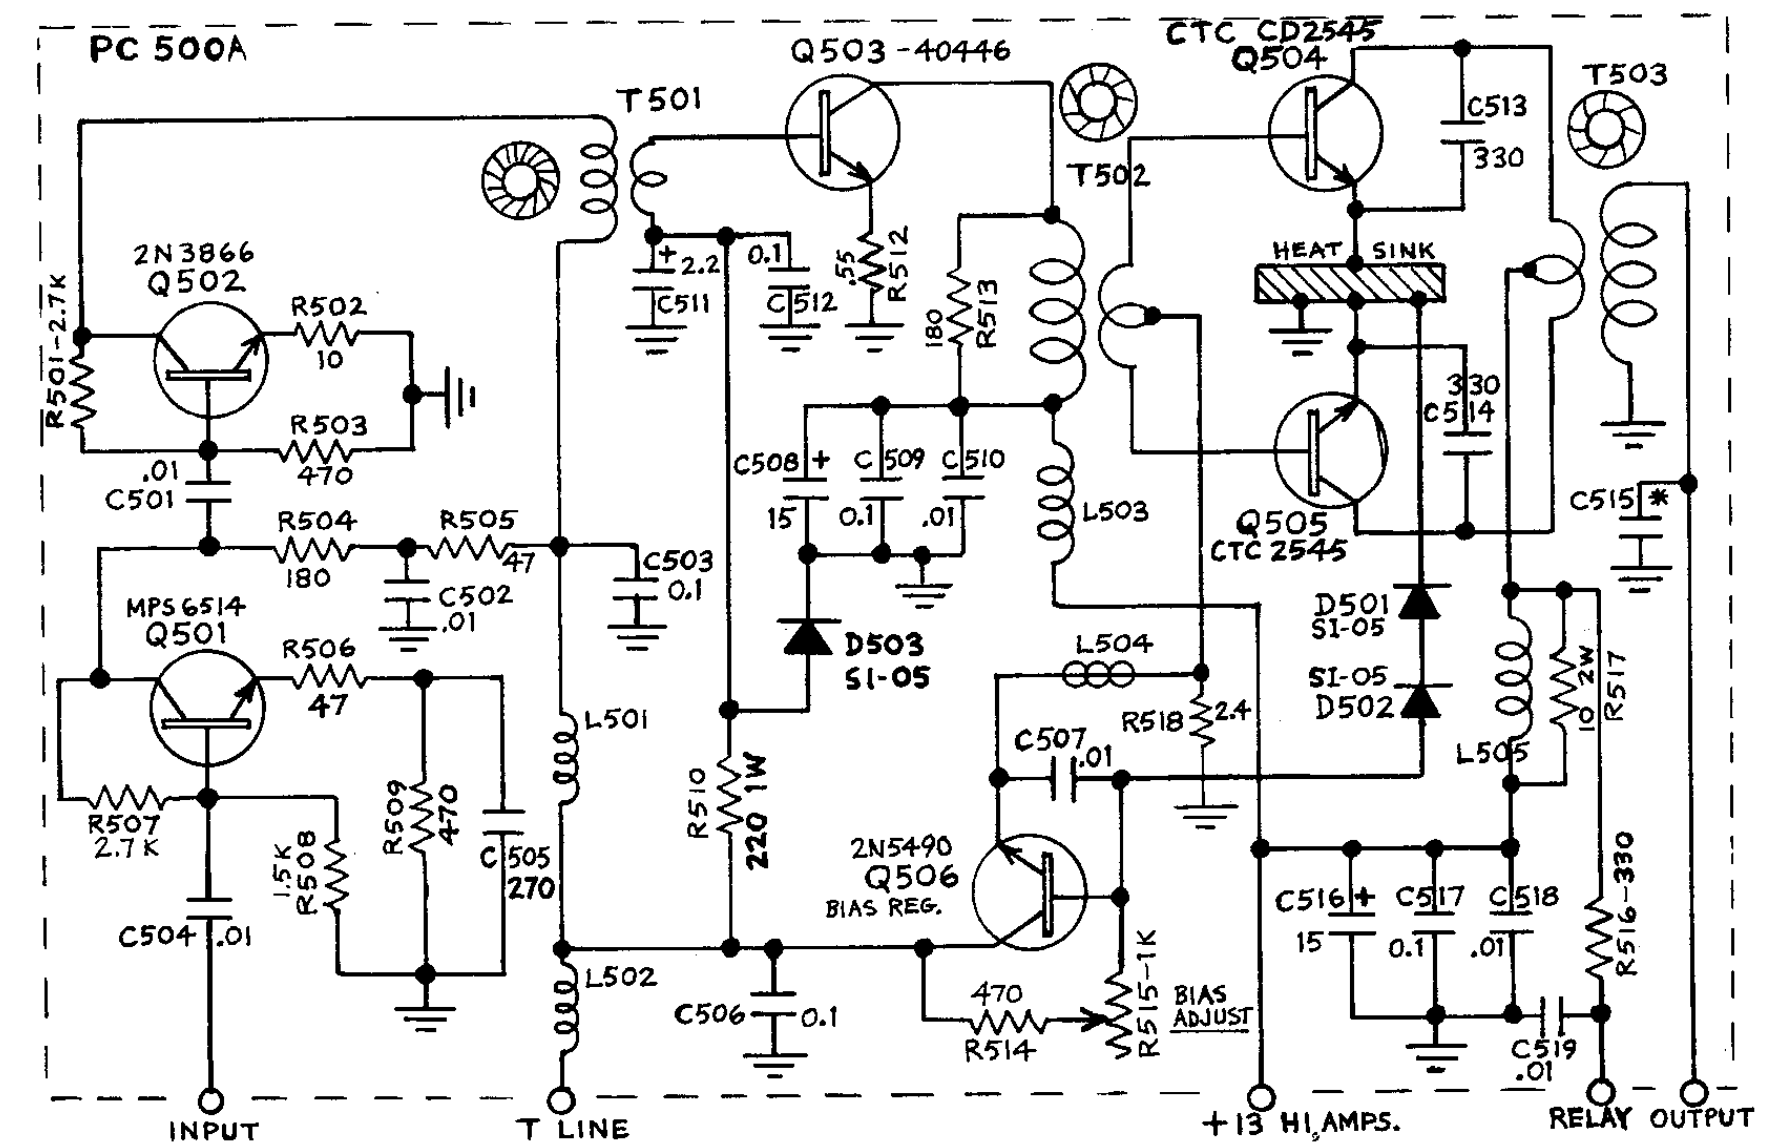 PC 500A
Q503-40446
CTC CD2545
Q504
T503
T501
C513
330
T502
HEAT SINK
2N3866
Q502
+
2.2
C511
0.1
C512
.55
R512
180
R513
R501-2.7K
R502
10
330
C514
R503
470
.01
C501
C508 +
15
C509
0.1
C510
.01
L503
Q505
CTC 2545
C515 *
R504
180
R505
47
C503
0.1
C502
.01
MPS6514
Q501
D501
SI-05
D503
SI-05
L504
SI-05
D502
R506
47
L501
R518
2.4
10 2W
R517
C507
.01
L505
R510
220 1W
R507
2.7K
1.5K
R508
R509
470
C505
270
2N5490
Q506
BIAS REG.
C516 +
15
C517
0.1
C518
.01
R516-330
C504
.01
L502
C506
0.1
470
R514
R515-1K
BIAS
ADJUST
C519
.01
INPUT
T LINE
+13 HI, AMPS.
RELAY
OUTPUT